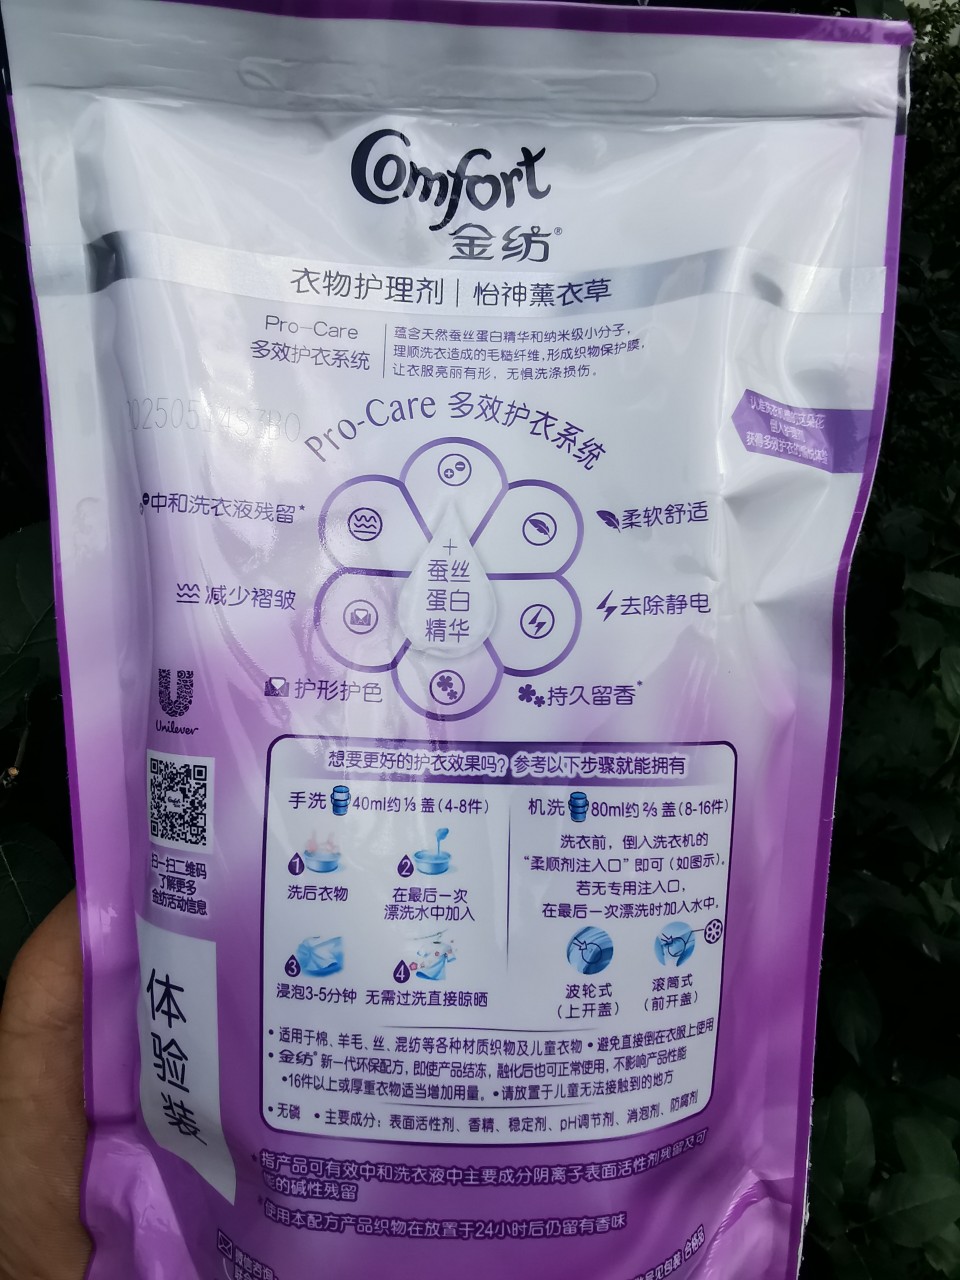 Comfort
金纺®
衣物护理剂 | 怡神薰衣草
Pro-Care
多效护衣系统
蕴含天然蚕丝蛋白精华和纳米级小分子，
理顺洗衣造成的毛糙纤维，形成织物保护膜，
让衣服亮丽有形，无惧洗涤损伤。
获得多效护衣的
Pro-Care 多效护衣系统
中和洗衣液残留*
柔软舒适
减少褶皱
去除静电
护形护色
持久留香*
+
蚕丝
蛋白
精华
Unilever
扫一扫二维码
了解更多
金纺活动信息
体验装
想要更好的护衣效果吗？参考以下步骤就能拥有
手洗 40ml约⅓盖（4-8件）
1
洗后衣物
2
在最后一次
漂洗水中加入
3
浸泡3-5分钟
4
无需过洗直接晾晒
机洗 80ml约⅔盖（8-16件）
洗衣前，倒入洗衣机的
“柔顺剂注入口”即可（如图示）。
若无专用注入口，
在最后一次漂洗时加入水中。
波轮式
（上开盖）
滚筒式
（前开盖）
• 适用于棉、羊毛、丝、混纺等各种材质织物及儿童衣物 • 避免直接倒在衣服上使用
• 金纺®新一代环保配方，即使产品结冻，融化后也可正常使用，不影响产品性能
•16件以上或厚重衣物适当增加用量。•请放置于儿童无法接触到的地方
• 无磷 • 主要成分：表面活性剂、香精、稳定剂、pH调节剂、消泡剂、防腐剂
*指产品可有效中和洗衣液中主要成分阴离子表面活性剂残留及可
能的碱性残留
*使用本配方产品织物在放置于24小时后仍留有香味
见包装 合格品